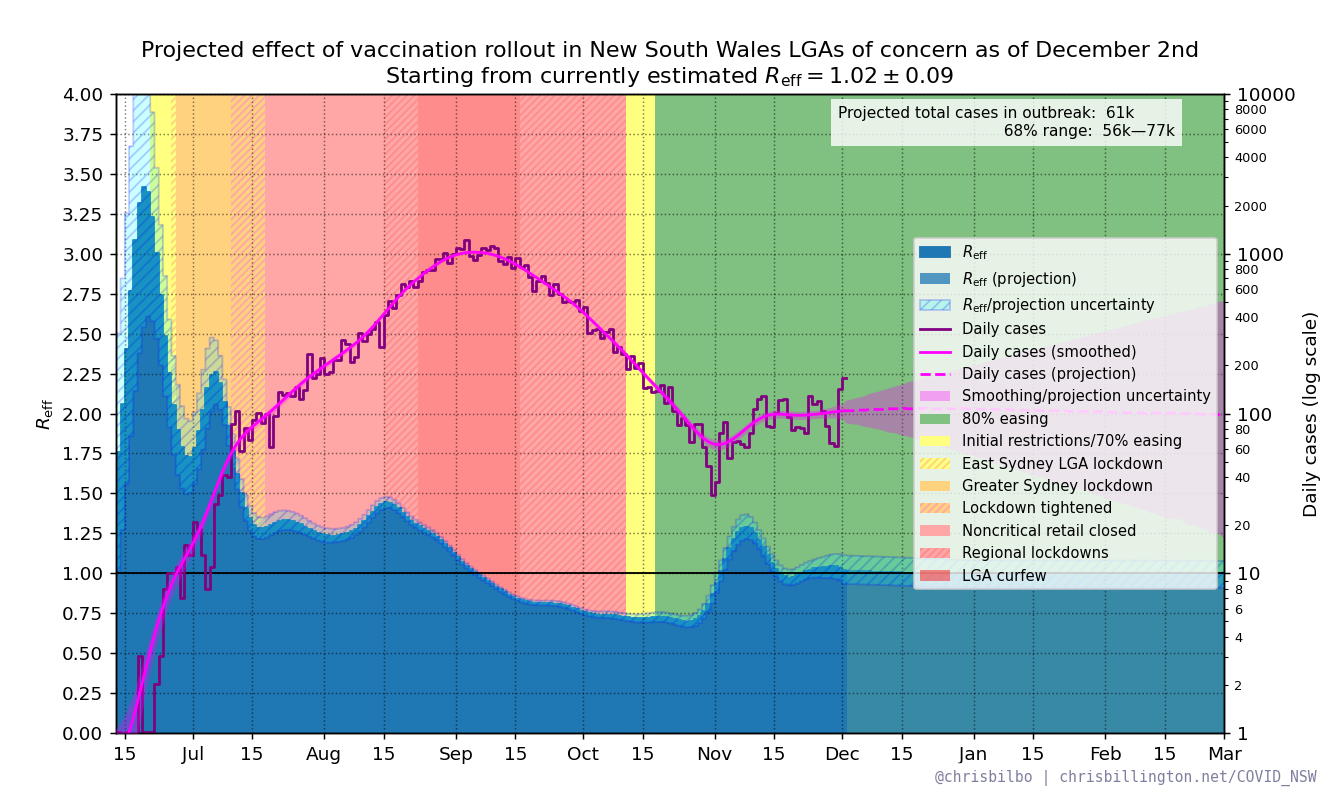 Projected effect of vaccination rollout in New South Wales LGAs of concern as of December 2nd
Starting from currently estimated Reff = 1.02 ± 0.09
Projected total cases in outbreak: 61k
68% range: 56k—77k
Reff
4.00
3.75
3.50
3.25
3.00
2.75
2.50
2.25
2.00
1.75
1.50
1.25
1.00
0.75
0.50
0.25
0.00
Reff
Reff (projection)
Reff/projection uncertainty
Daily cases
Daily cases (smoothed)
Daily cases (projection)
Smoothing/projection uncertainty
80% easing
Initial restrictions/70% easing
East Sydney LGA lockdown
Greater Sydney lockdown
Lockdown tightened
Noncritical retail closed
Regional lockdowns
LGA curfew
10000
8000
6000
4000
2000
1000
800
600
400
200
100
80
60
40
20
10
8
6
4
2
1
Daily cases (log scale)
15 Jul 15 Aug 15 Sep 15 Oct 15 Nov 15 Dec 15 Jan 15 Feb 15 Mar
@chrisbilbo | chrisbillington.net/COVID_NSW